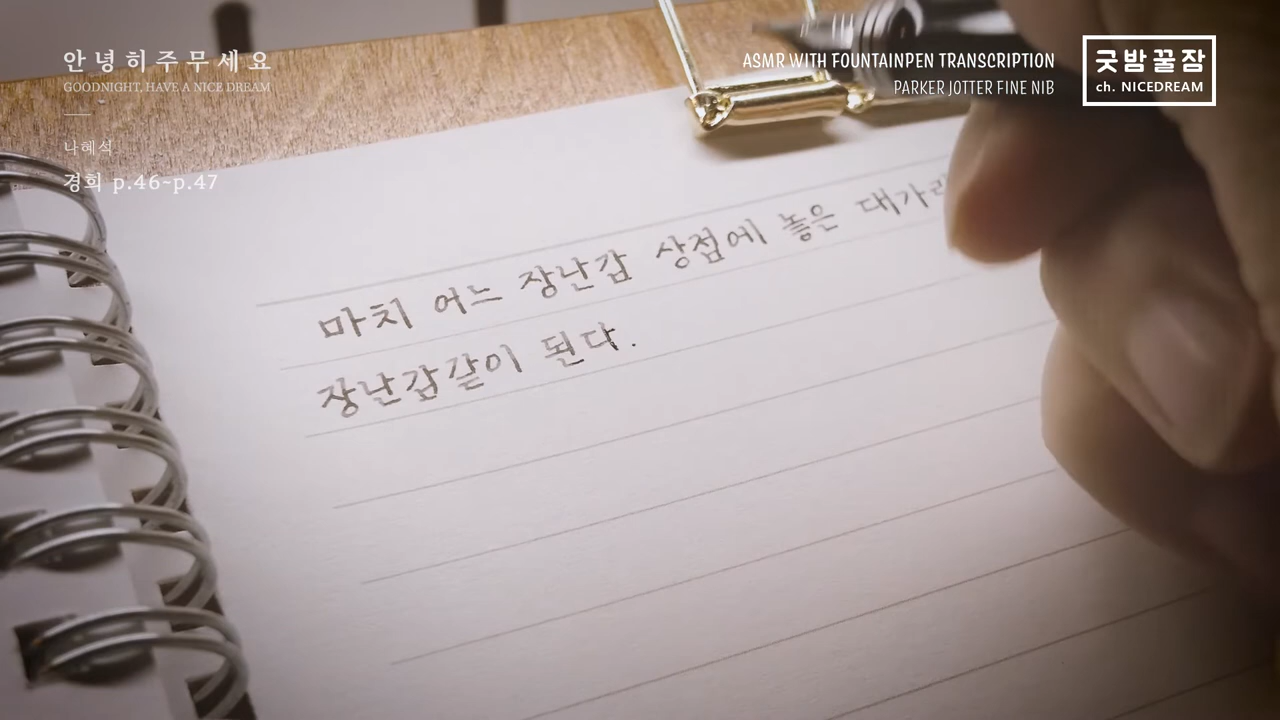 안녕히주무세요
GOODNIGHT, HAVE A NICE DREAM
나혜석
경희 p.46~p.47
ASMR WITH FOUNTAINPEN TRANSCRIPTION
PARKER JOTTER FINE NIB
굿밤꿀잠
ch. NICEDREAM
마치 어느 장난감 상점에 놓은
장난감같이 된다.